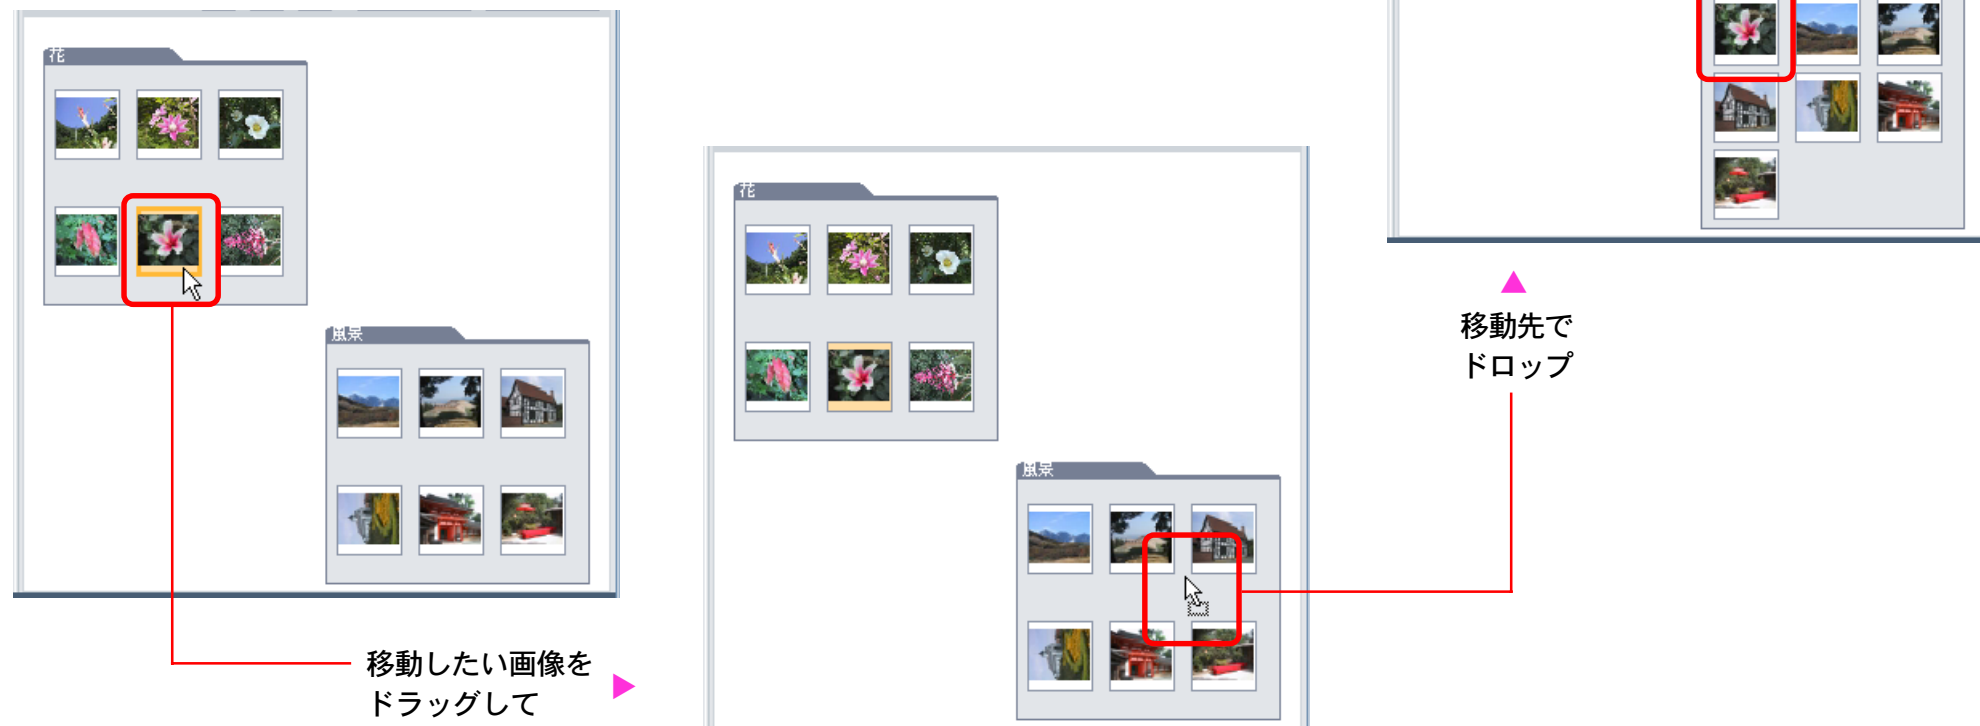 花
風景
移動したい画像を
ドラッグして
花
風景
移動先で
ドロップ